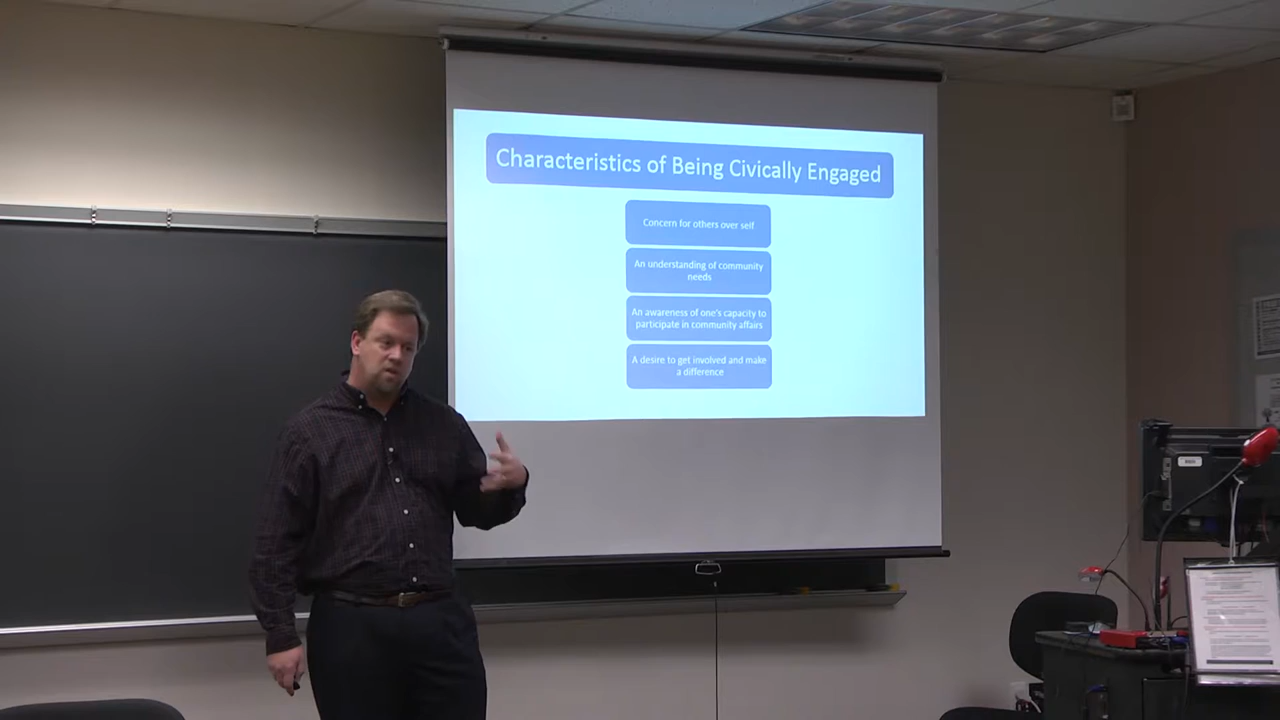 Characteristics of Being Civically Engaged
Concern for others over self
An understanding of community
needs
An awareness of one's capacity to
participate in community affairs
A desire to get involved and make
a difference